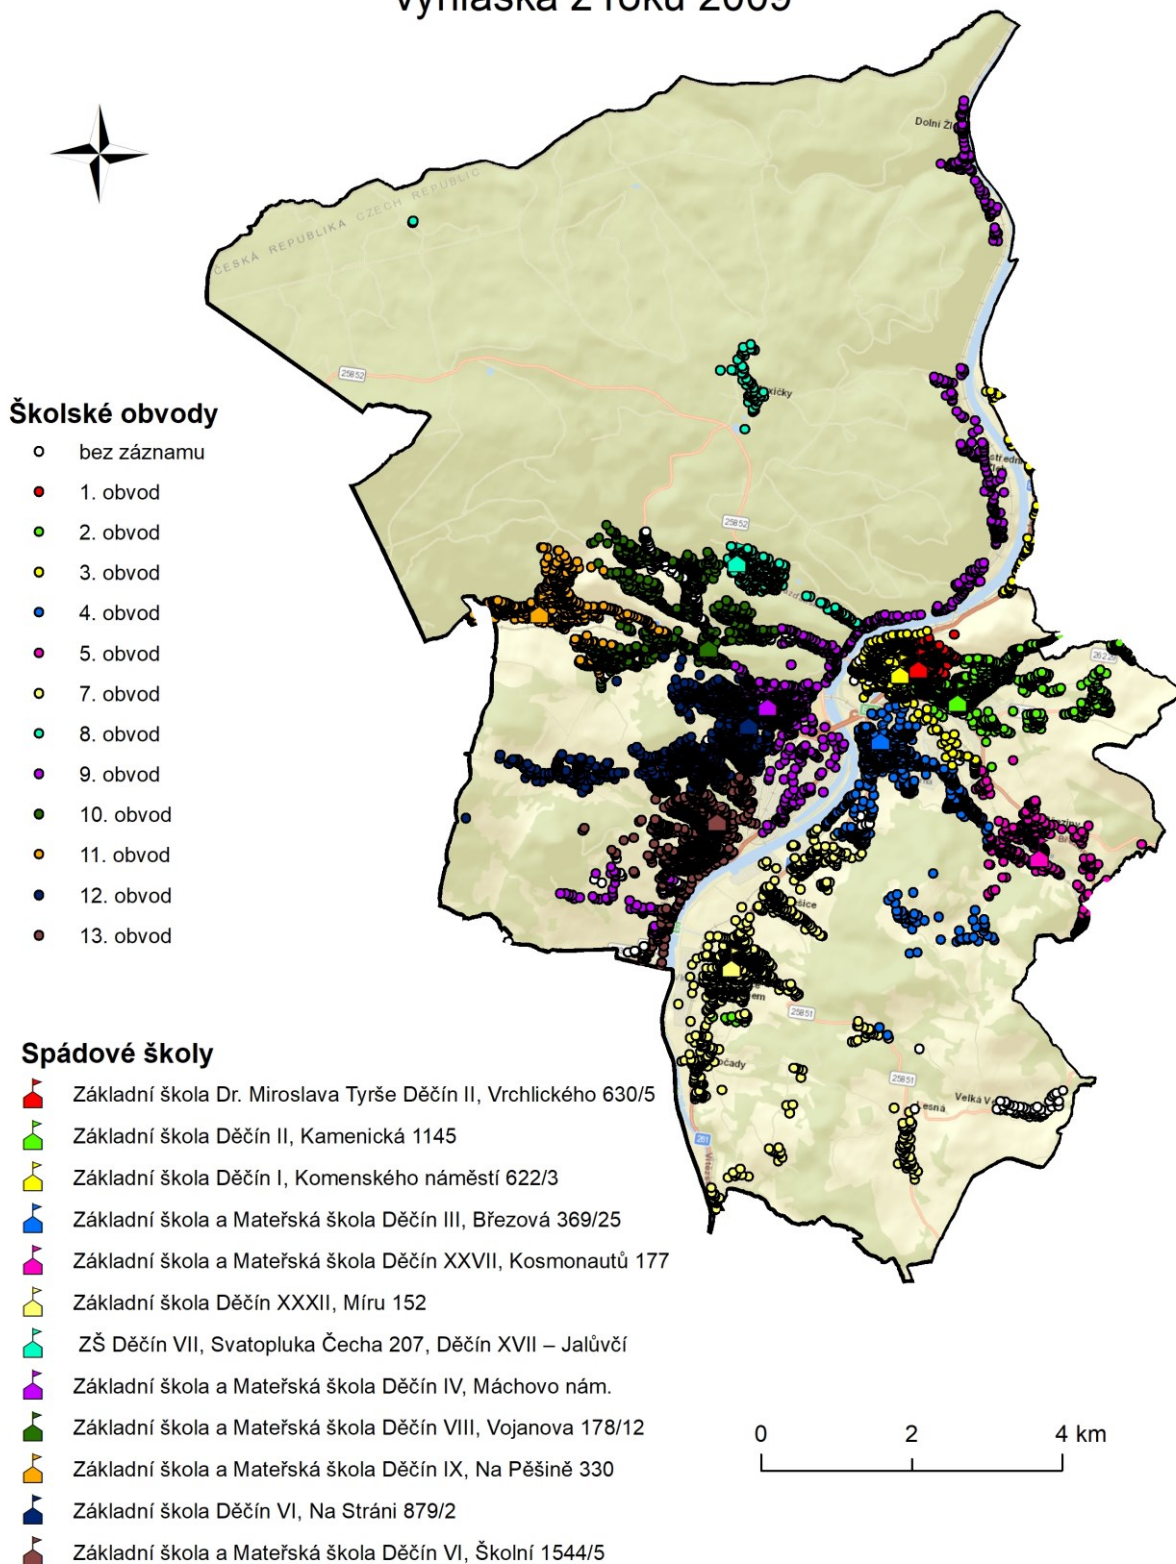 vyhláška z roku 2009
Dolní Žl
ČESKÁ REPUBLIKA CZECH REPUBLIC
25852
25852
26229
Školské obvody
bez záznamu
1. obvod
2. obvod
3. obvod
4. obvod
5. obvod
7. obvod
8. obvod
9. obvod
10. obvod
11. obvod
12. obvod
13. obvod
25851
25851
Velká V
esná
261
Spádové školy
Základní škola Dr. Miroslava Tyrše Děčín II, Vrchlického 630/5
Základní škola Děčín II, Kamenická 1145
Základní škola Děčín I, Komenského náměstí 622/3
Základní škola a Mateřská škola Děčín III, Březová 369/25
Základní škola a Mateřská škola Děčín XXVII, Kosmonautů 177
Základní škola Děčín XXXII, Míru 152
ZŠ Děčín VII, Svatopluka Čecha 207, Děčín XVII – Jalůvčí
Základní škola a Mateřská škola Děčín IV, Máchovo nám.
Základní škola a Mateřská škola Děčín VIII, Vojanova 178/12
Základní škola a Mateřská škola Děčín IX, Na Pěšině 330
Základní škola Děčín VI, Na Stráni 879/2
Základní škola a Mateřská škola Děčín VI, Školní 1544/5
0 2 4 km